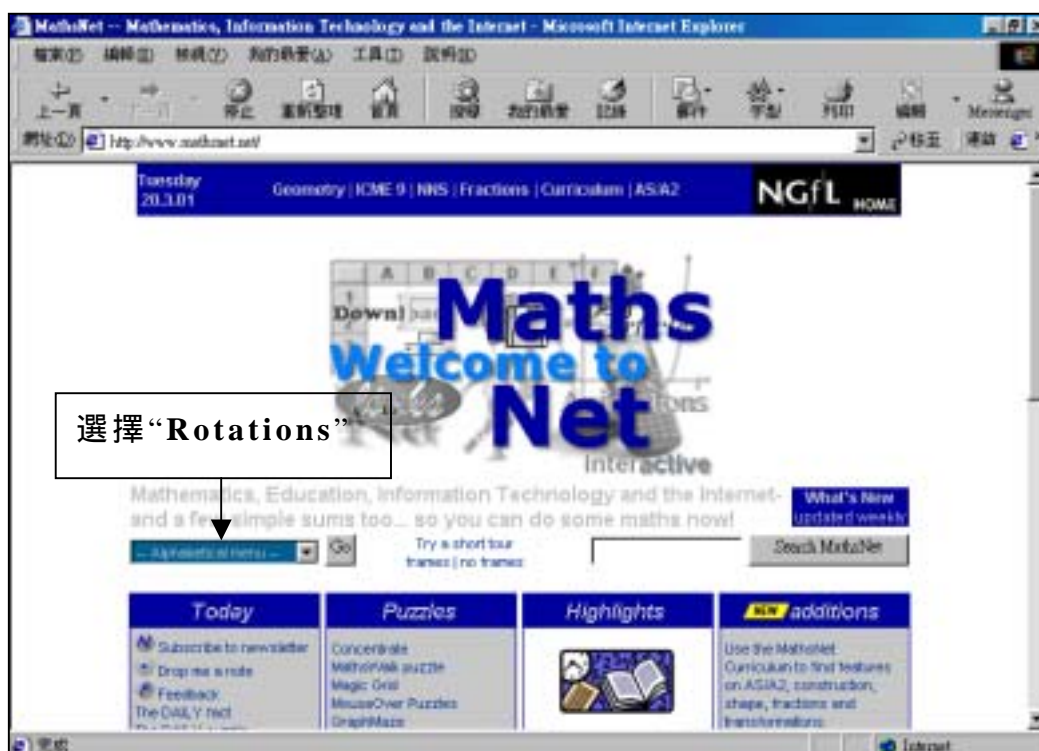 MathsNet -- Mathematics, Information Technology and the Internet - Microsoft Internet Explorer
檔案(F) 編輯(E) 檢視(V) 我的最愛(A) 工具(T) 說明(H)
上一頁 停止 重新整理 首頁 搜尋 我的最愛 記錄 郵件 字型 列印 編輯 Messenger
網址(D) http://www.mathsnet.net/ 移至 連結
Tuesday
20.3.01
Geometry | ICME 9 | NNS | Fractions | Curriculum | AS/A2
NGfL HOME
A B C D E F
Downl
Maths
Welcome to
Net
Interactive
選擇“Rotations”
Mathematics, Education, Information Technology and the Internet-
and a few simple sums too... so you can do some maths now!
What's New
updated weekly
-- Alphabetical menu -- Go
Try a short tour
frames | no frames
Search MathsNet
Today
Subscribe to newsletter
Drop me a note
Feedback
The DAILY fact
Puzzles
Concentrate
MathsWalk puzzle
Magic Grid
MouseOver Puzzles
GraphMaze
Highlights
NEW additions
Use the MathsNet
Curriculum to find features
on AS/A2, construction,
shape, fractions and
transformations
完成 Internet